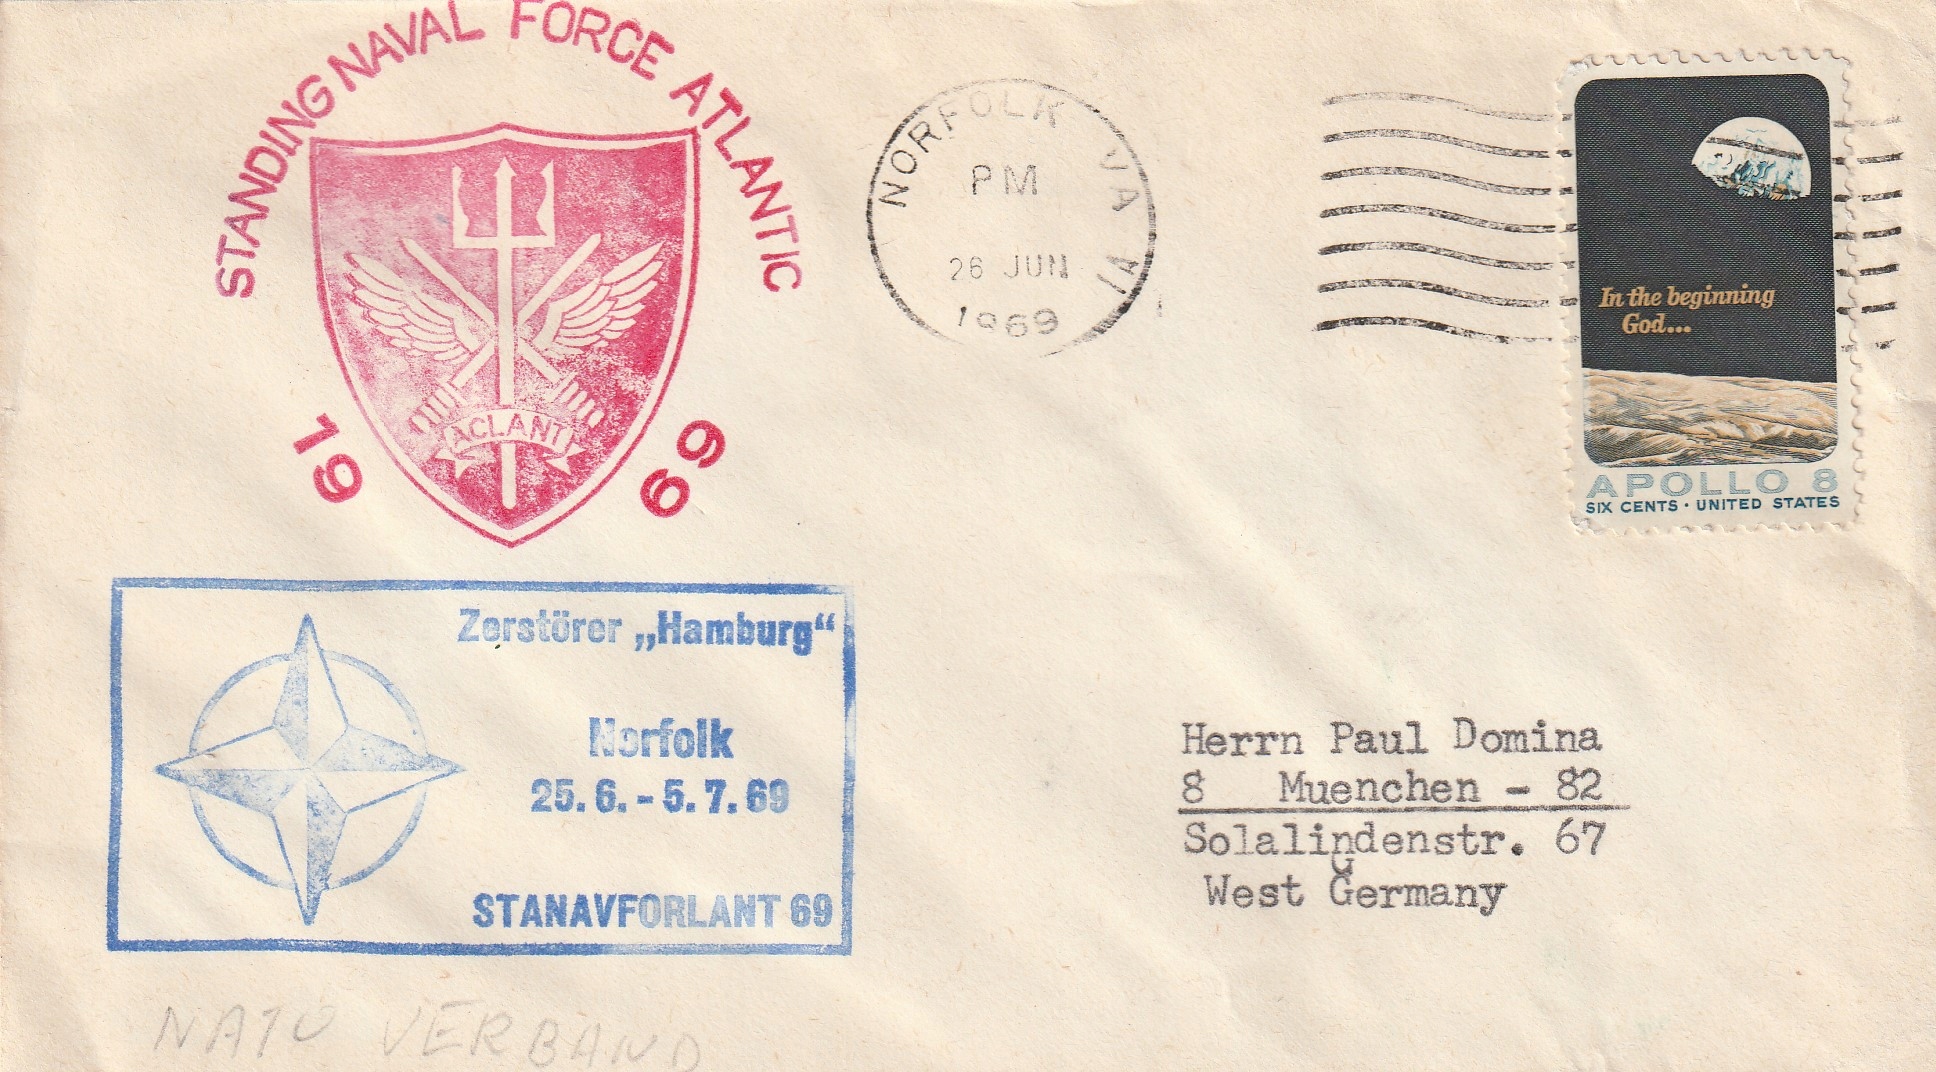 STANDING NAVAL FORCE ATLANTIC
ACLANT
1969
NORFOLK VA
PM
26 JUN
1969
In the beginning
God...
APOLLO 8
SIX CENTS · UNITED STATES
Zerstörer „Hamburg“
Norfolk
25.6.-5.7.69
STANAVFORLANT 69
Herrn Paul Domina
8 Muenchen - 82
Solalindenstr. 67
West Germany
NATO VERBAND